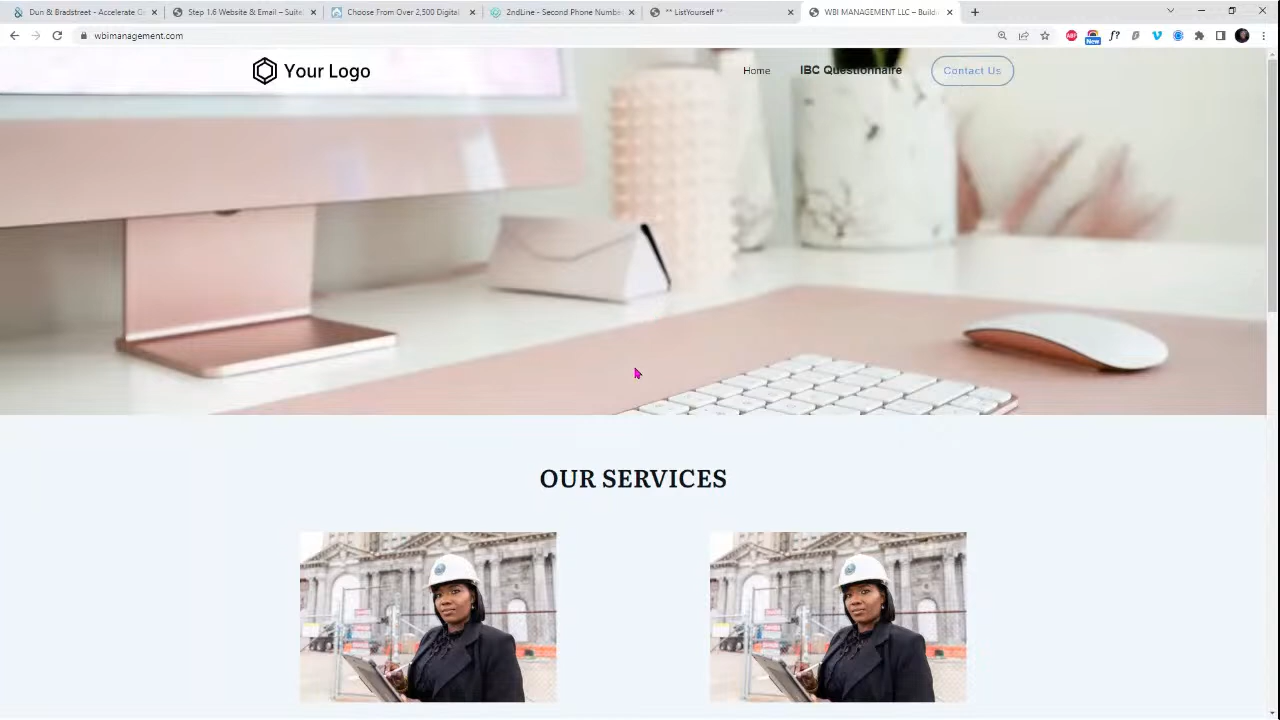 Dun & Bradstreet - Accelerate G
Step 1.6 Website & Email – Suite
Choose From Over 2,500 Digital
2ndLine - Second Phone Numbe
** ListYourself **
WBI MANAGEMENT LLC – Build
wbimanagement.com
New
Your Logo
Home
IBC Questionnaire
Contact Us
OUR SERVICES